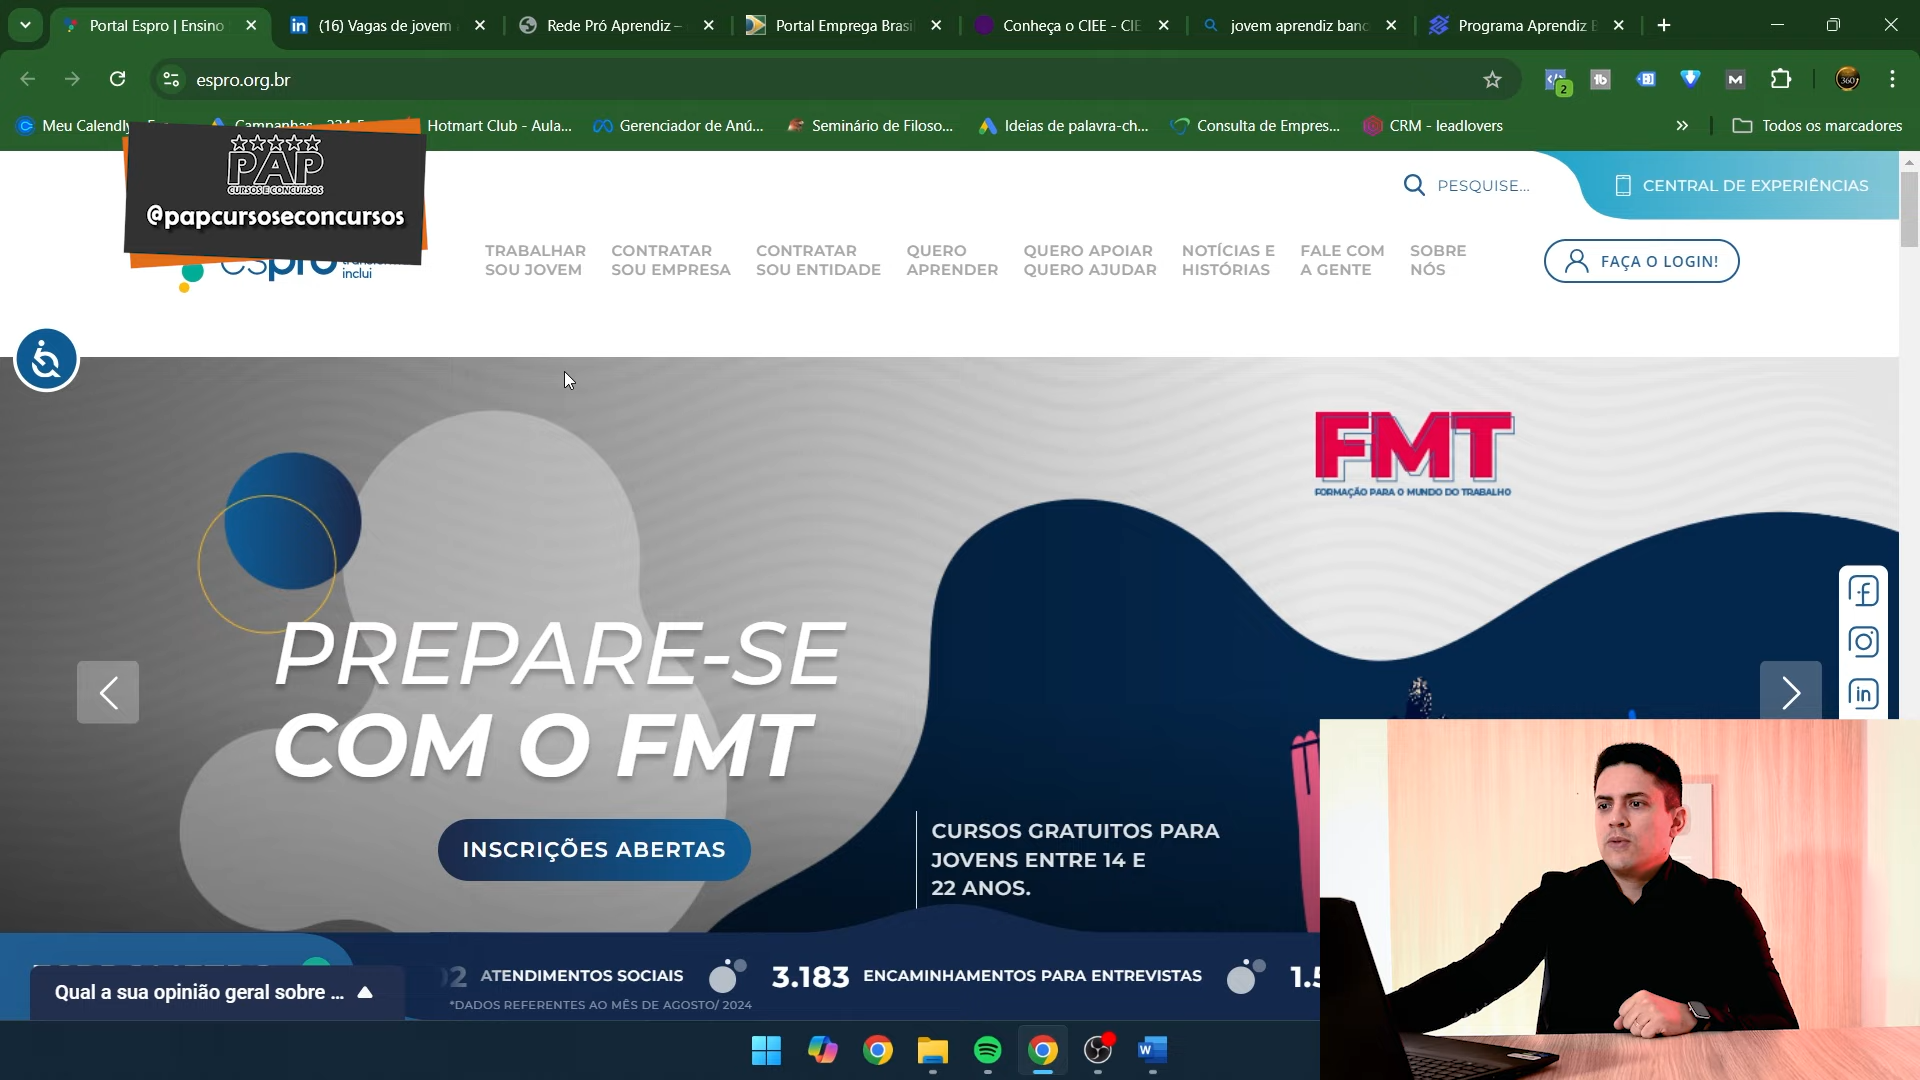 Portal Espro | Ensino
(16) Vagas de jovem
Rede Pró Aprendiz –
Portal Emprega Brasil
Conheça o CIEE - CIE
jovem aprendiz banc
Programa Aprendiz B
espro.org.br
2
360
Meu Calendly
Campanhas
Hotmart Club - Aula...
Gerenciador de Anú...
Seminário de Filoso...
Ideias de palavra-ch...
Consulta de Empres...
CRM - leadlovers
Todos os marcadores
PAP
CURSOS E CONCURSOS
@papcursoseconcursos
espro
inclui
PESQUISE...
CENTRAL DE EXPERIÊNCIAS
TRABALHAR
SOU JOVEM
CONTRATAR
SOU EMPRESA
CONTRATAR
SOU ENTIDADE
QUERO
APRENDER
QUERO APOIAR
QUERO AJUDAR
NOTÍCIAS E
HISTÓRIAS
FALE COM
A GENTE
SOBRE
NÓS
FAÇA O LOGIN!
FMT
FORMAÇÃO PARA O MUNDO DO TRABALHO
PREPARE-SE
COM O FMT
INSCRIÇÕES ABERTAS
CURSOS GRATUITOS PARA
JOVENS ENTRE 14 E
22 ANOS.
ATENDIMENTOS SOCIAIS
3.183 ENCAMINHAMENTOS PARA ENTREVISTAS
*DADOS REFERENTES AO MÊS DE AGOSTO/ 2024
Qual a sua opinião geral sobre ...